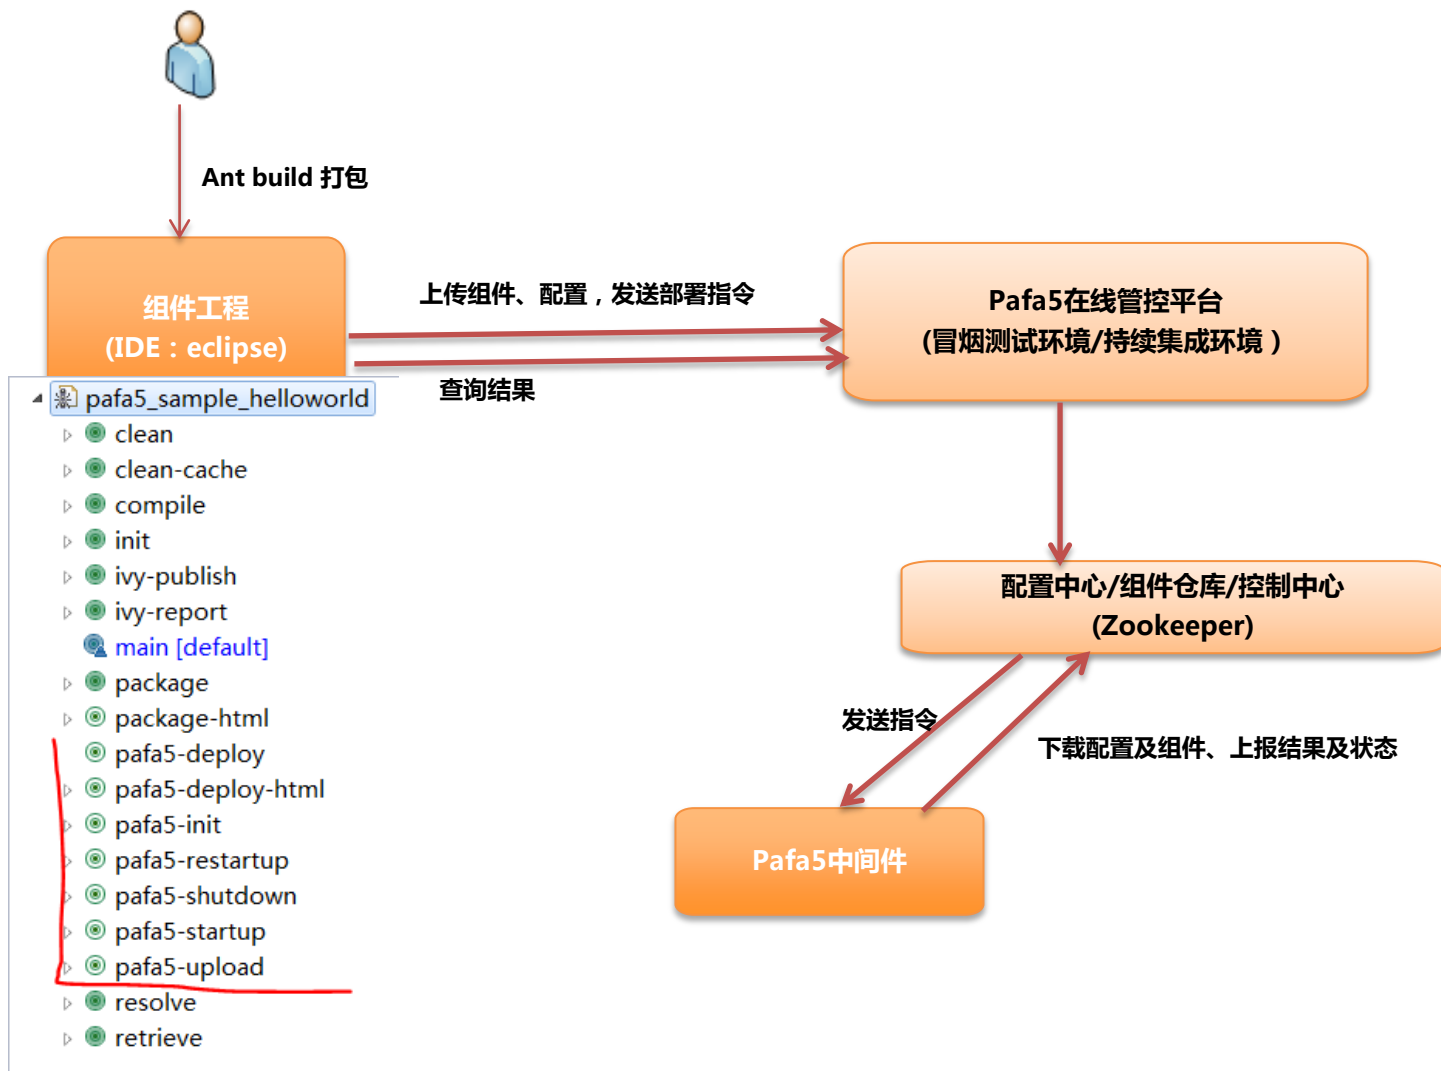 Ant build 打包
组件工程
(IDE：eclipse)
上传组件、配置，发送部署指令
查询结果
Pafa5在线管控平台
(冒烟测试环境/持续集成环境）
配置中心/组件仓库/控制中心
(Zookeeper)
发送指令
下载配置及组件、上报结果及状态
Pafa5中间件
pafa5_sample_helloworld
clean
clean-cache
compile
init
ivy-publish
ivy-report
main [default]
package
package-html
pafa5-deploy
pafa5-deploy-html
pafa5-init
pafa5-restartup
pafa5-shutdown
pafa5-startup
pafa5-upload
resolve
retrieve